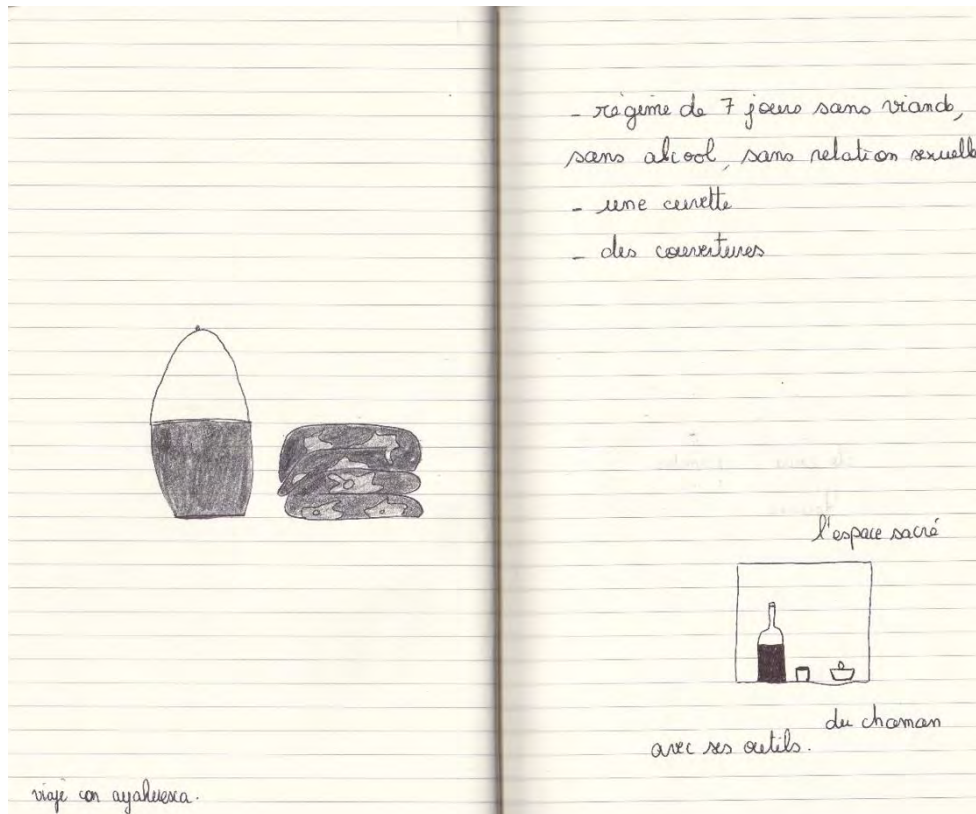 viaje con ayahuesca.
- régime de 7 jours sans viande,
sans alcool, sans relation sexuelle
- une cuvette
- des couvertures
l'espace sacré
du chaman
avec ses outils.